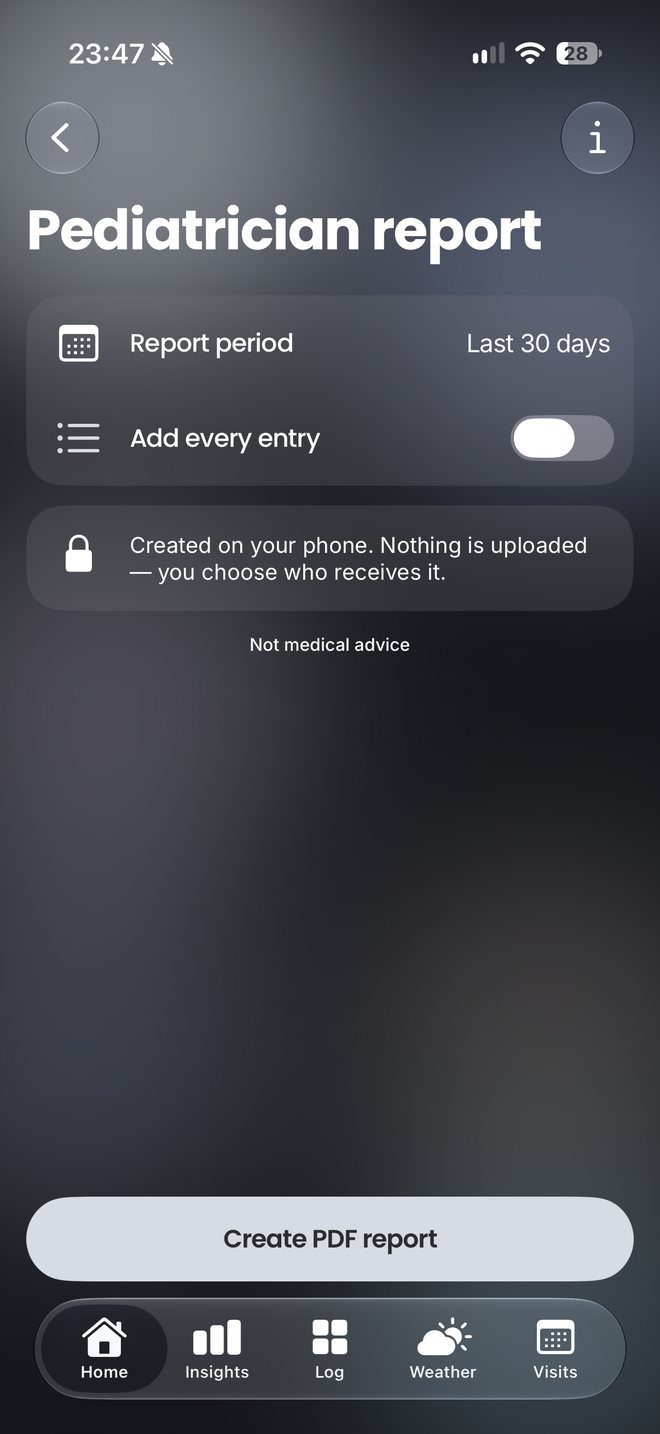 23:47
28
Pediatrician report
Report period
Last 30 days
Add every entry
Created on your phone. Nothing is uploaded
— you choose who receives it.
Not medical advice
Create PDF report
Home
Insights
Log
Weather
Visits